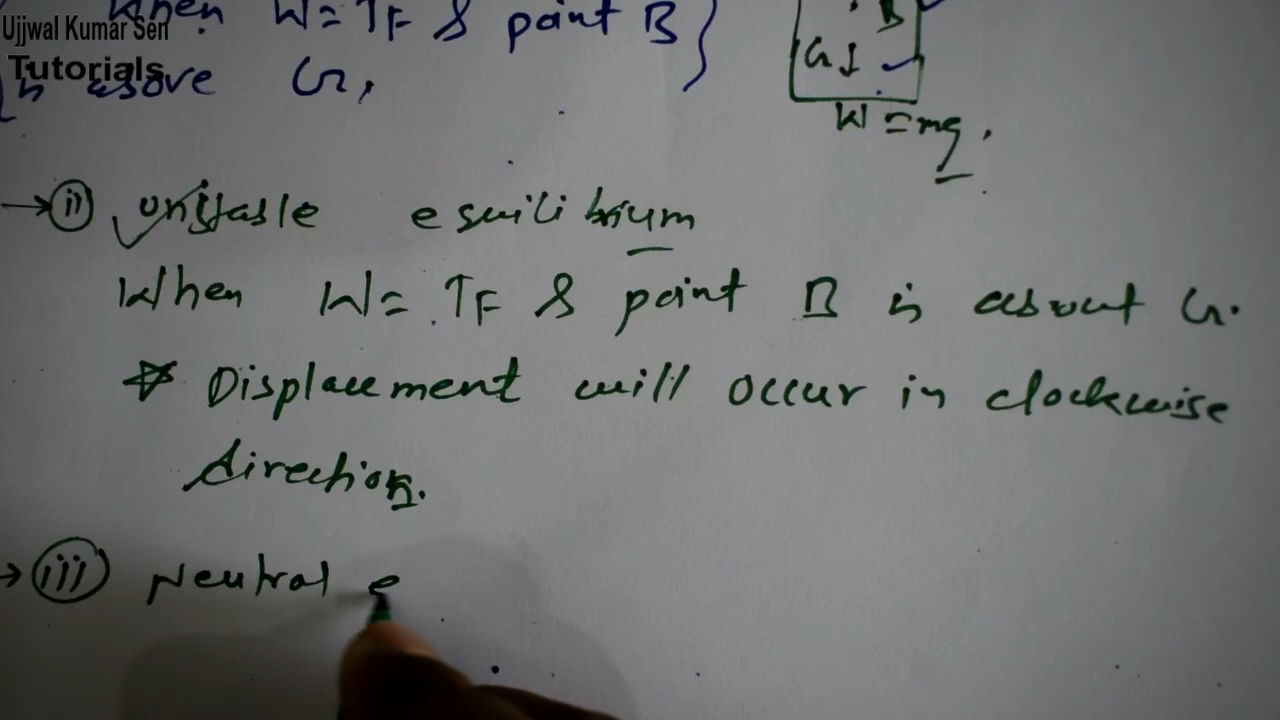 When W = TF & point B
Ujjwal Kumar Sen
Tutorials
is above G,
B
G
W = mg.
→ (ii) unstable equilibrium
When W = TF & point B is about G.
Displacement will occur in clockwise
direction.
→ (iii) Neutral e